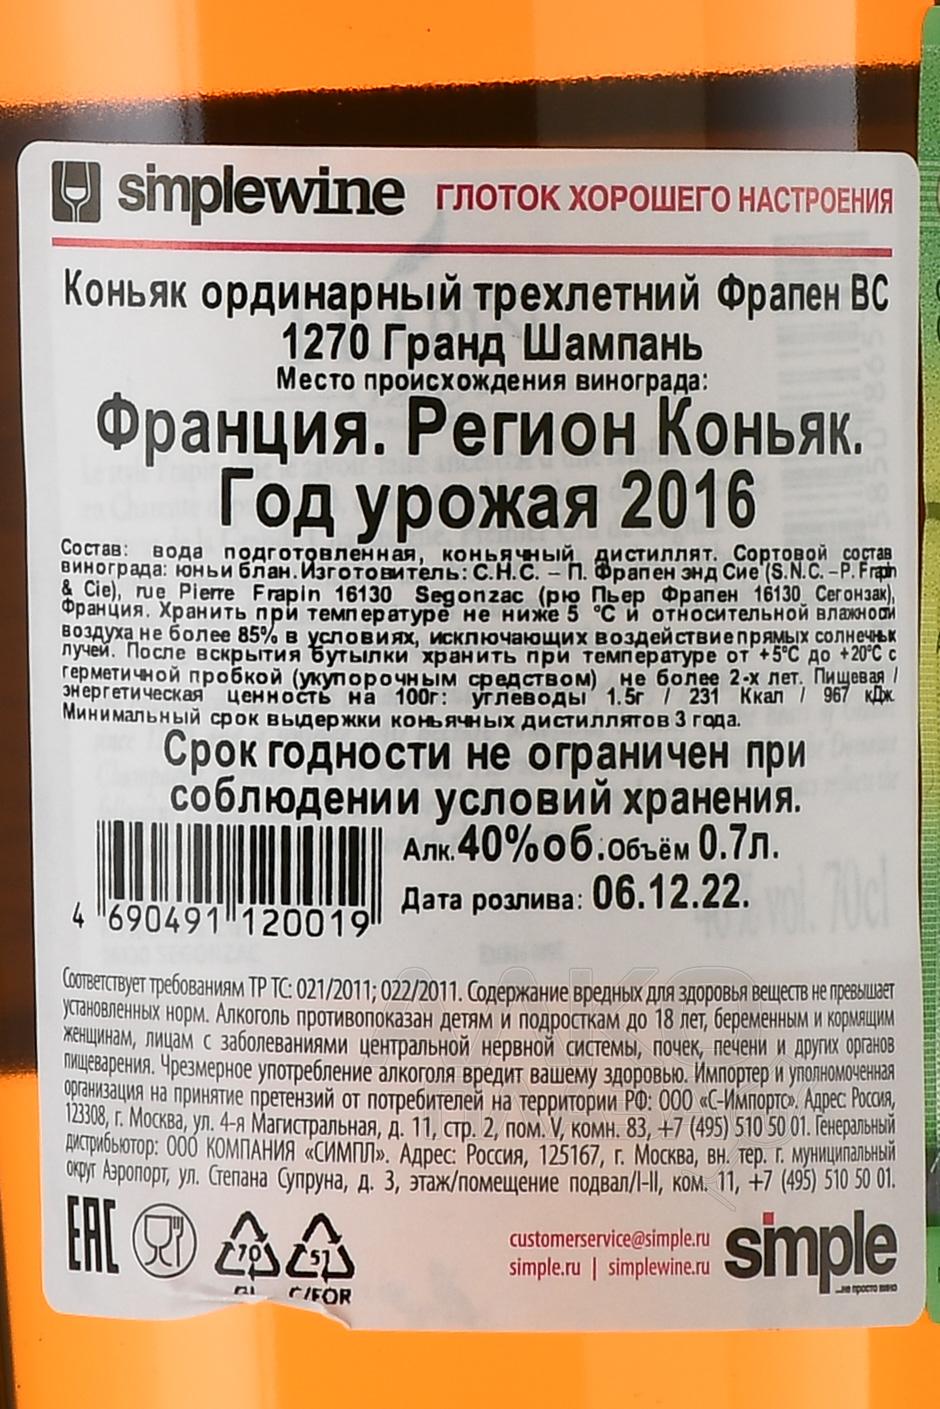 simplewine ГЛОТОК ХОРОШЕГО НАСТРОЕНИЯ
Коньяк ординарный трехлетний Фрапен ВС
1270 Гранд Шампань
Место происхождения винограда:
Франция. Регион Коньяк.
Год урожая 2016
Состав: вода подготовленная, коньячный дистиллят. Сортовой состав
винограда: юньи блан. Изготовитель: С.Н.С. – П. Фрапен энд Сие (S.N.C. – P. Frapin
& Cie), rue Pierre Frapin 16130 Segonzac (рю Пьер Фрапен 16130 Сегонзак),
Франция. Хранить при температуре не ниже 5 °С и относительной влажности
воздуха не более 85% в условиях, исключающих воздействие прямых солнечных
лучей. После вскрытия бутылки хранить при температуре от +5°С до +20°С с
герметичной пробкой (укупорочным средством) не более 2-х лет. Пищевая /
энергетическая ценность на 100г: углеводы 1.5г / 231 Ккал / 967 кДж.
Минимальный срок выдержки коньячных дистиллятов 3 года.
Срок годности не ограничен при
соблюдении условий хранения.
Алк. 40%об. Объём 0.7л.
Дата розлива: 06.12.22.
4 690491 120019
Соответствует требованиям ТР ТС: 021/2011; 022/2011. Содержание вредных для здоровья веществ не превышает
установленных норм. Алкоголь противопоказан детям и подросткам до 18 лет, беременным и кормящим
женщинам, лицам с заболеваниями центральной нервной системы, почек, печени и других органов
пищеварения. Чрезмерное употребление алкоголя вредит вашему здоровью. Импортер и уполномоченная
организация на принятие претензий от потребителей на территории РФ: ООО «С-Импортс». Адрес: Россия,
123308, г. Москва, ул. 4-я Магистральная, д. 11, стр. 2, пом. V, комн. 83, +7 (495) 510 50 01. Генеральный
дистрибьютор: ООО КОМПАНИЯ «СИМПЛ». Адрес: Россия, 125167, г. Москва, вн. тер. г. муниципальный
округ Аэропорт, ул. Степана Супруна, д. 3, этаж/помещение подвал/I-II, ком. 11, +7 (495) 510 50 01.
EAC
70
51
C/FOR
customerservice@simple.ru
simple.ru | simplewine.ru
simple
...не просто вино